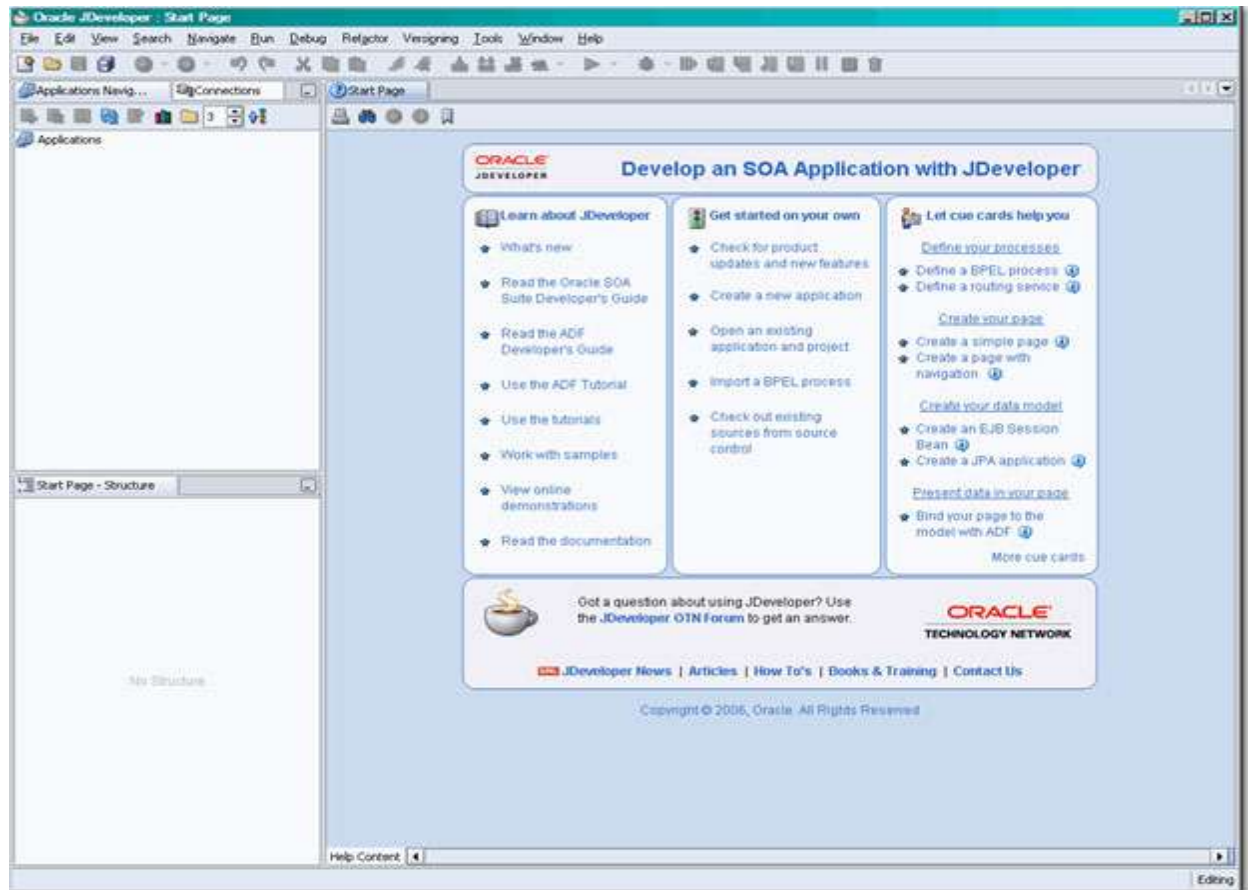 Oracle JDeveloper : Start Page
File Edit View Search Navigate Run Debug Refactor Versioning Tools Window Help
Applications Navig...
Connections
Start Page
3
Applications
ORACLE
JDEVELOPER
Develop an SOA Application with JDeveloper
Learn about JDeveloper
What's new
Read the Oracle SOA
Suite Developer's Guide
Read the ADF
Developer's Guide
Use the ADF Tutorial
Use the tutorials
Work with samples
View online
demonstrations
Read the documentation
Get started on your own
Check for product
updates and new features
Create a new application
Open an existing
application and project
Import a BPEL process
Check out existing
sources from source
control
Let cue cards help you
Define your processes
Define a BPEL process
Define a routing service
Create your page
Create a simple page
Create a page with
navigation
Create your data model
Create an EJB Session
Bean
Create a JPA application
Present data in your page
Bind your page to the
model with ADF
More cue cards
Start Page - Structure
No Structure
Got a question about using JDeveloper? Use
the JDeveloper OTN Forum to get an answer.
ORACLE
TECHNOLOGY NETWORK
JDeveloper News | Articles | How To's | Books & Training | Contact Us
Copyright © 2006, Oracle. All Rights Reserved
Help Content
Editing